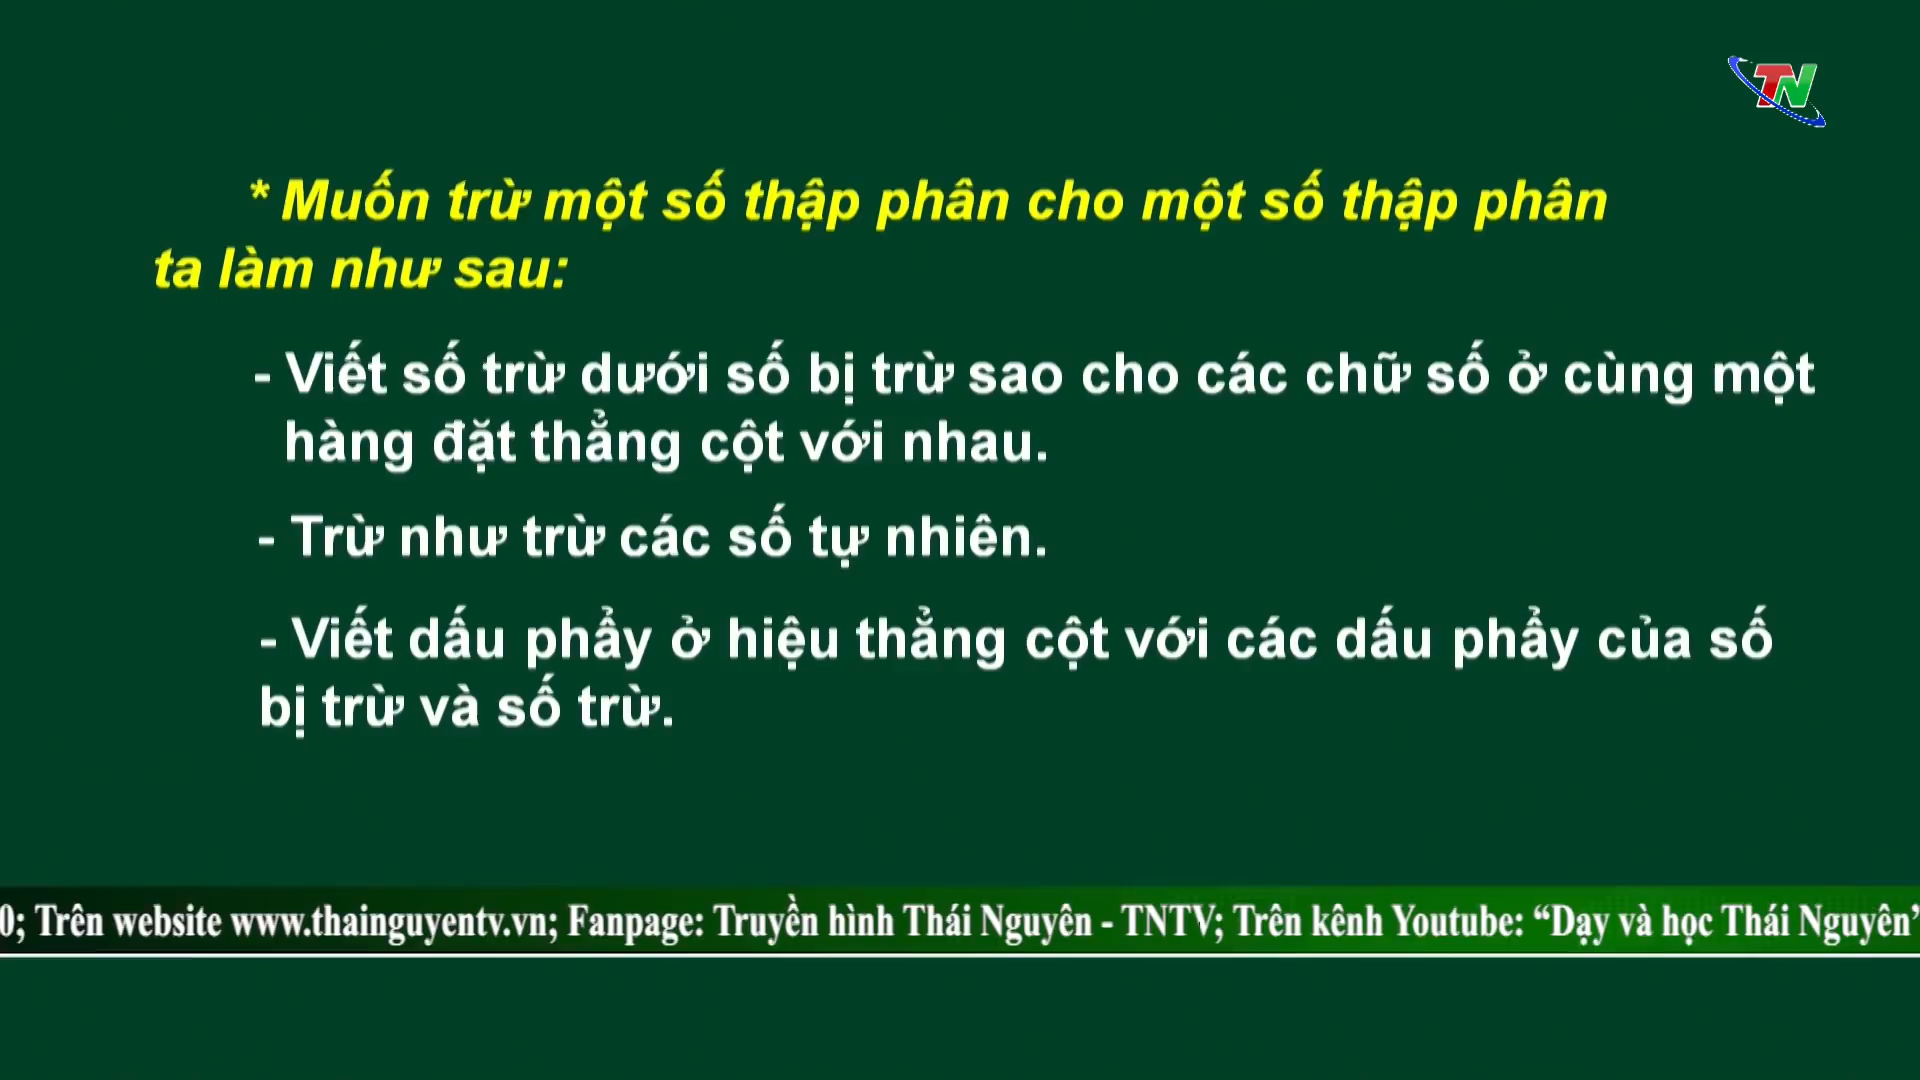 TN
* Muốn trừ một số thập phân cho một số thập phân
ta làm như sau:
- Viết số trừ dưới số bị trừ sao cho các chữ số ở cùng một
hàng đặt thẳng cột với nhau.
- Trừ như trừ các số tự nhiên.
- Viết dấu phẩy ở hiệu thẳng cột với các dấu phẩy của số
bị trừ và số trừ.
0; Trên website www.thainguyentv.vn; Fanpage: Truyền hình Thái Nguyên - TNTV; Trên kênh Youtube: “Dạy và học Thái Nguyên”